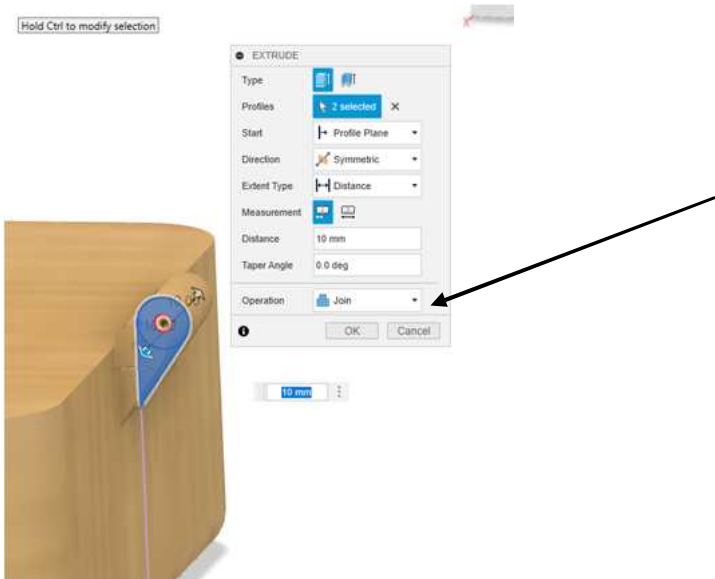 Hold Ctrl to modify selection
X
EXTRUDE
Type
Profiles 2 selected
Start Profile Plane
Direction Symmetric
Extent Type Distance
Measurement
Distance 10 mm
Taper Angle 0.0 deg
Operation Join
OK Cancel
10 mm